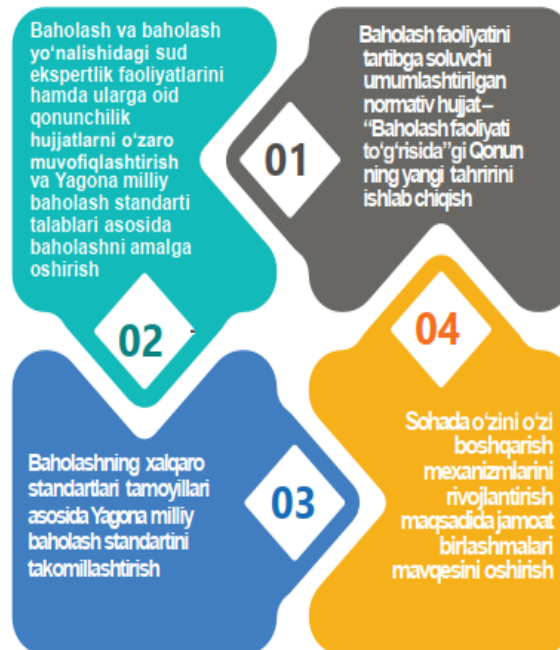 Baholash va baholash
yo‘nalishidagi sud
ekspertlik faoliyatlarini
hamda ularga oid
qonunchilik
hujjatlarni o‘zaro
muvofiqlashtirish
va Yagona milliy
baholash standarti
talablari asosida
baholashni amalga
oshirish
02
Baholash faoliyatini
tartibga soluvchi
umumlashtirilgan
normativ hujjat –
“Baholash faoliyati
to‘g‘risida”gi Qonun
ning yangi tahririni
ishlab chiqish
01
Baholashning xalqaro
standartlari tamoyillari
asosida Yagona milliy
baholash standartini
takomillashtirish
03
04
Sohada o‘zini o‘zi
boshqarish
mexanizmlarini
rivojlantirish
maqsadida jamoat
birlashmalari
mavqesini oshirish